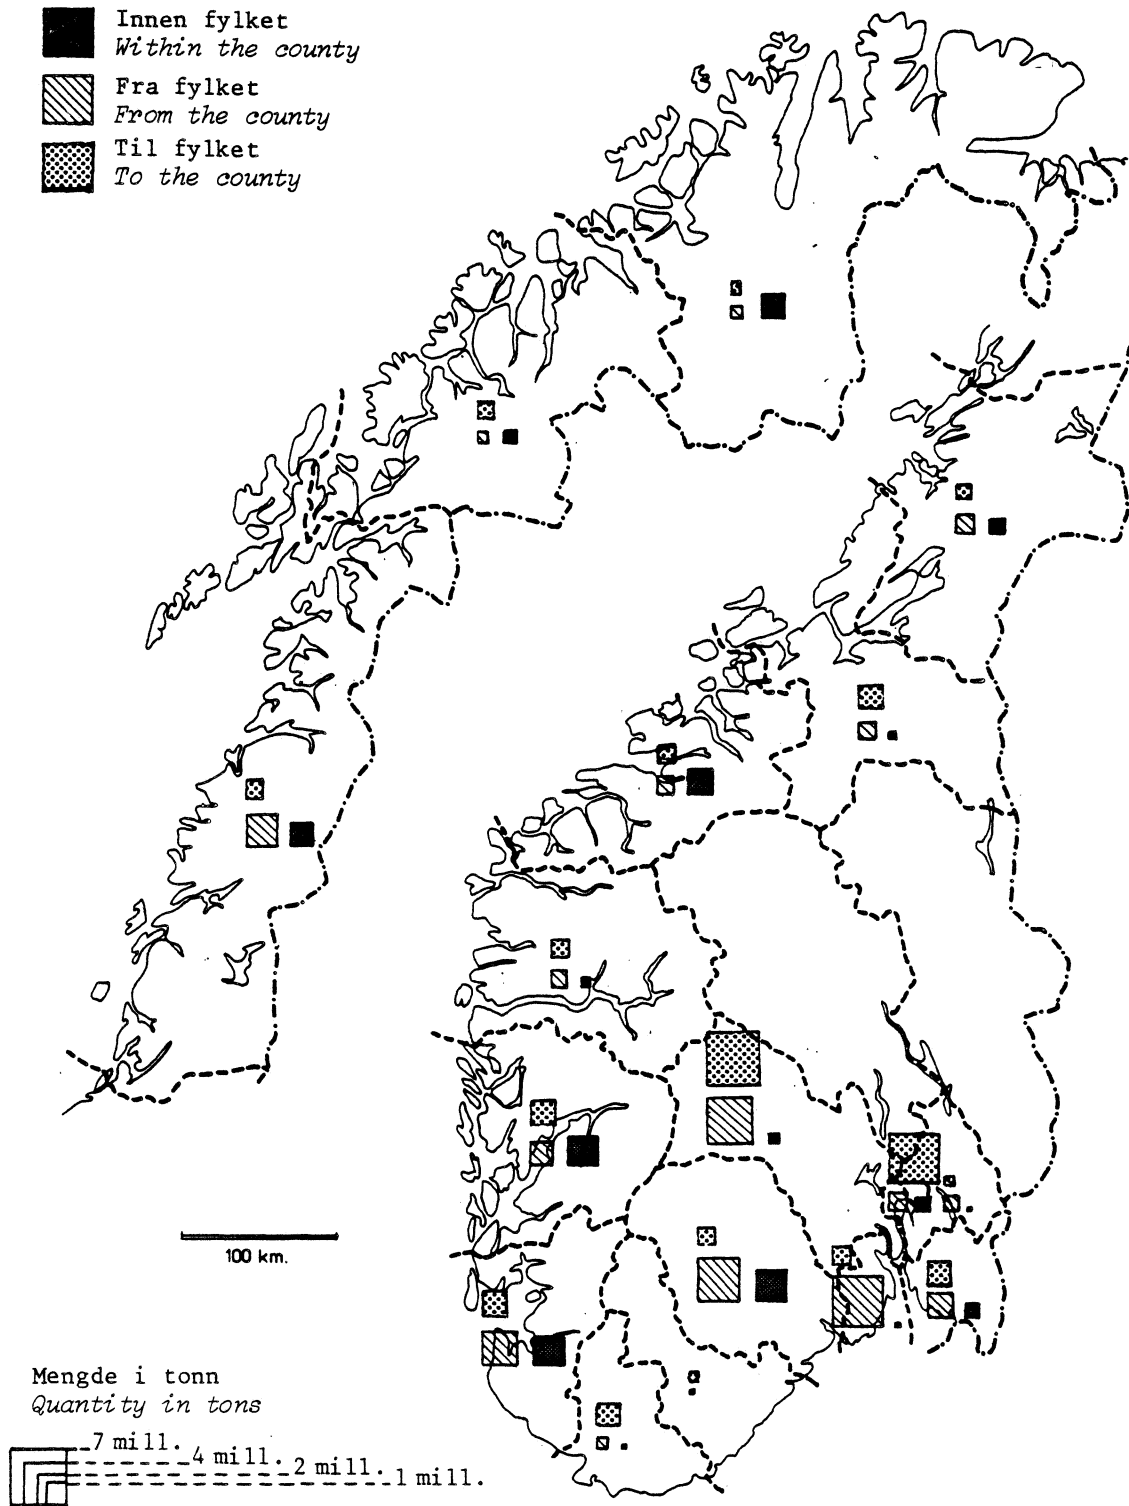 Innen fylket
Within the county
Fra fylket
From the county
Til fylket
To the county
100 km.
Mengde i tonn
Quantity in tons
7 mill.
4 mill.
2 mill.
1 mill.